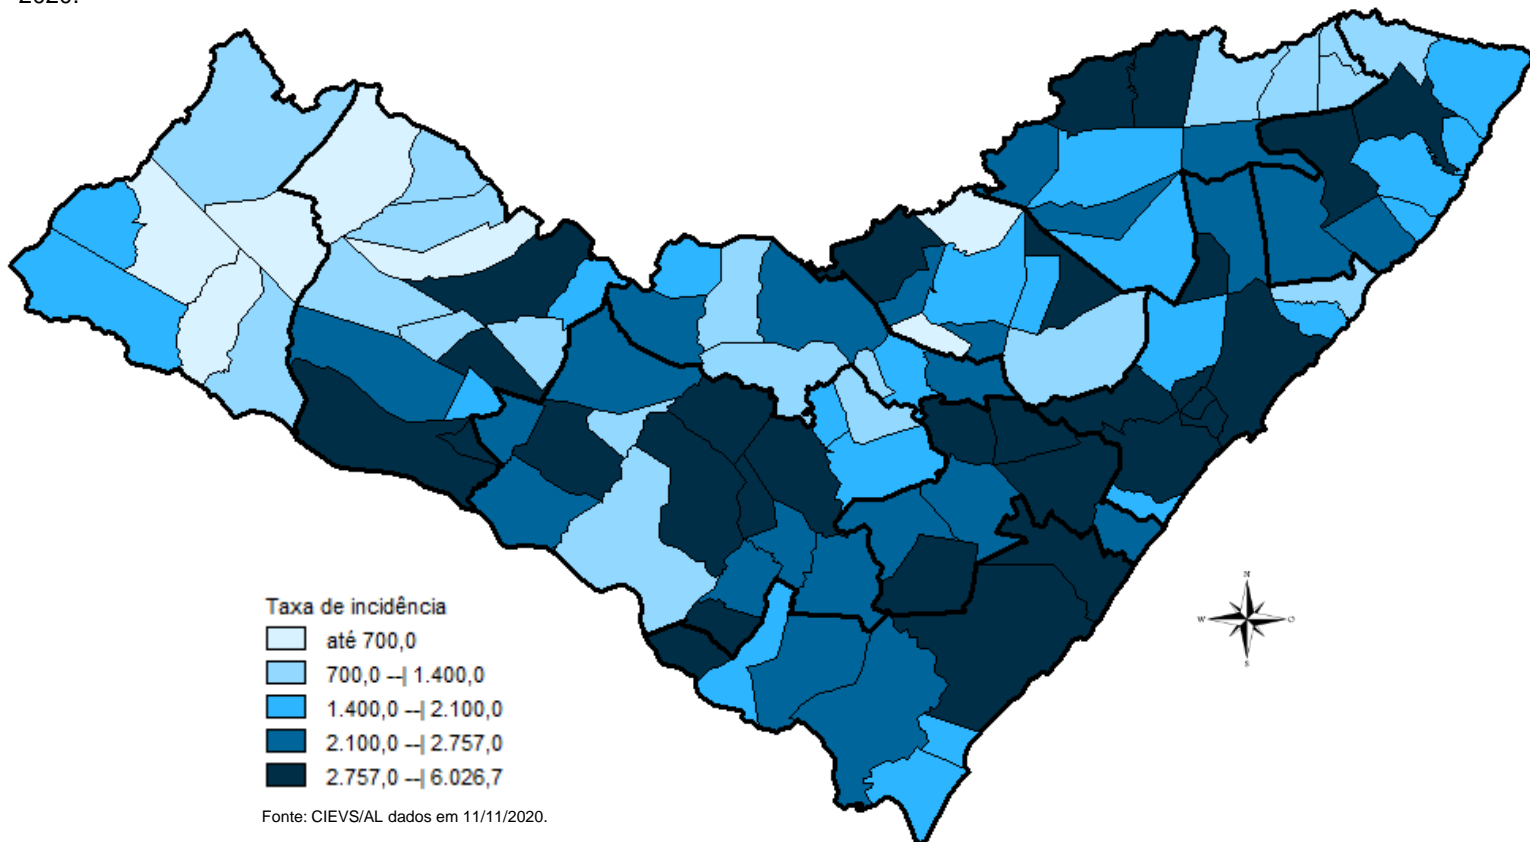 2020.
Taxa de incidência
até 700,0
700,0 --| 1.400,0
1.400,0 --| 2.100,0
2.100,0 --| 2.757,0
2.757,0 --| 6.026,7
Fonte: CIEVS/AL dados em 11/11/2020.
N
W
O
S